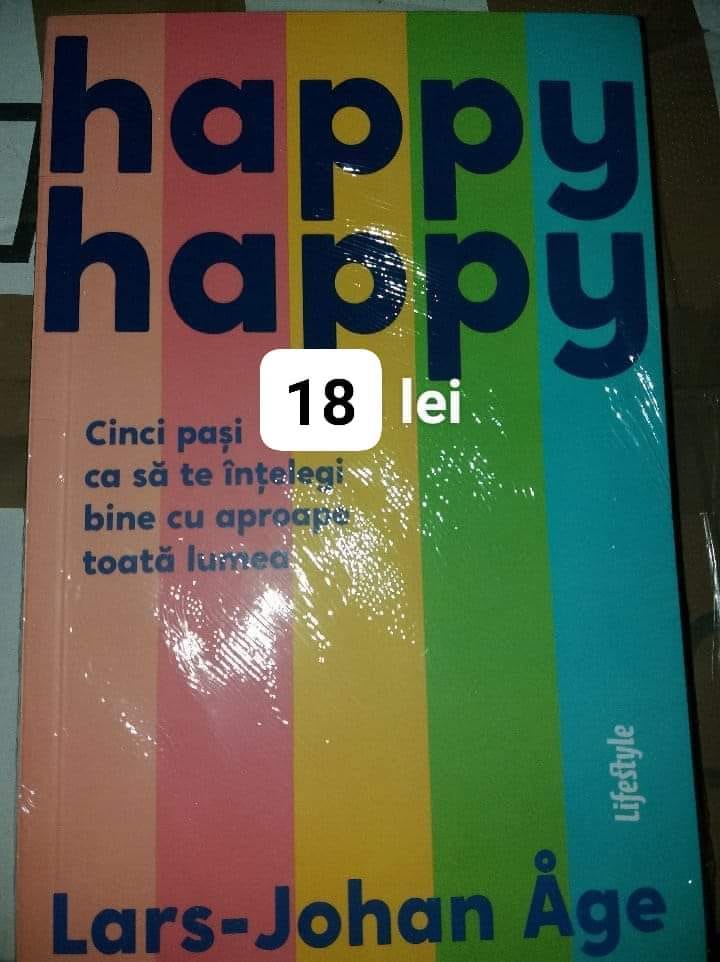 happy
happy
18 lei
Cinci pași
ca să te înțelegi
bine cu aproape
toată lumea
Lifestyle
Lars-Johan Åge